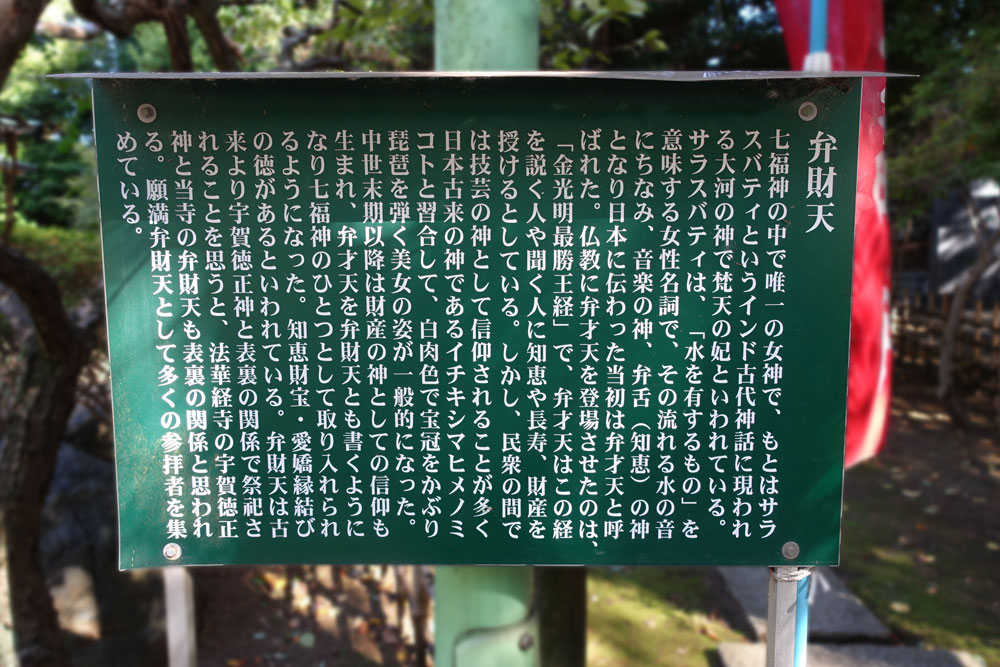 弁財天
七福神の中で唯一の女神で、もとはサラ
スバティというインド古代神話に現われ
る大河の神で梵天の妃といわれている。
サラスバティは、「水を有するもの」を
意味する女性名詞で、その流れる水の音
にちなみ、音楽の神、弁舌（知恵）の神
となり日本に伝わった当初は弁才天と呼
ばれた。仏教に弁才天を登場させたのは、
「金光明最勝王経」で、弁才天はこの経
を説く人や聞く人に知恵や長寿、財産を
授けるとしている。しかし、民衆の間で
は技芸の神として信仰されることが多く
日本古来の神であるイチキシマヒメノミ
コトと習合して、白肉色で宝冠をかぶり
琵琶を弾く美女の姿が一般的になった。
中世末期以降は財産の神としての信仰も
生まれ、弁才天を弁財天とも書くように
なり七福神のひとつとして取り入れられ
るようになった。知恵財宝・愛嬌縁結び
の徳があるといわれている。弁財天は古
来より宇賀徳正神と表裏の関係で祭祀さ
れることを思うと、法華経寺の宇賀徳正
神と当寺の弁財天も表裏の関係と思われ
る。願満弁財天として多くの参拝者を集
めている。